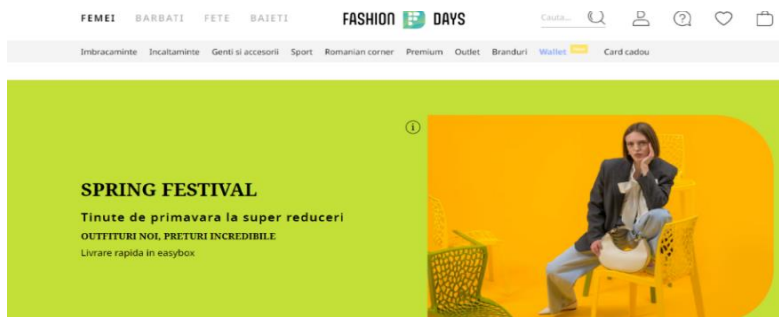 FEMEI BARBATI FETE BAIETI FASHION DAYS Cauta...
Imbracaminte Incaltaminte Genti si accesorii Sport Romanian corner Premium Outlet Branduri Wallet Card cadou
SPRING FESTIVAL
Tinute de primavara la super reduceri
OUTFITURI NOI, PRETURI INCREDIBILE
Livrare rapida in easybox